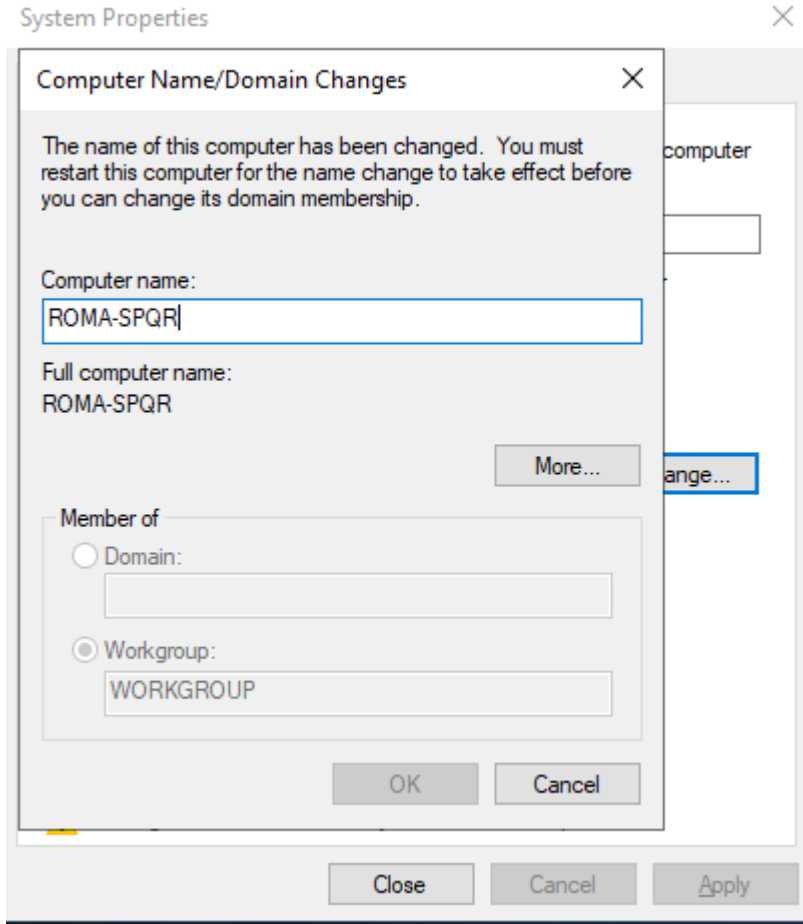 System Properties
Computer Name/Domain Changes
The name of this computer has been changed. You must
restart this computer for the name change to take effect before
you can change its domain membership.
computer
Computer name:
ROMA-SPQR
Full computer name:
ROMA-SPQR
More...
ange...
Member of
Domain:
Workgroup:
WORKGROUP
OK
Cancel
Close
Cancel
Apply